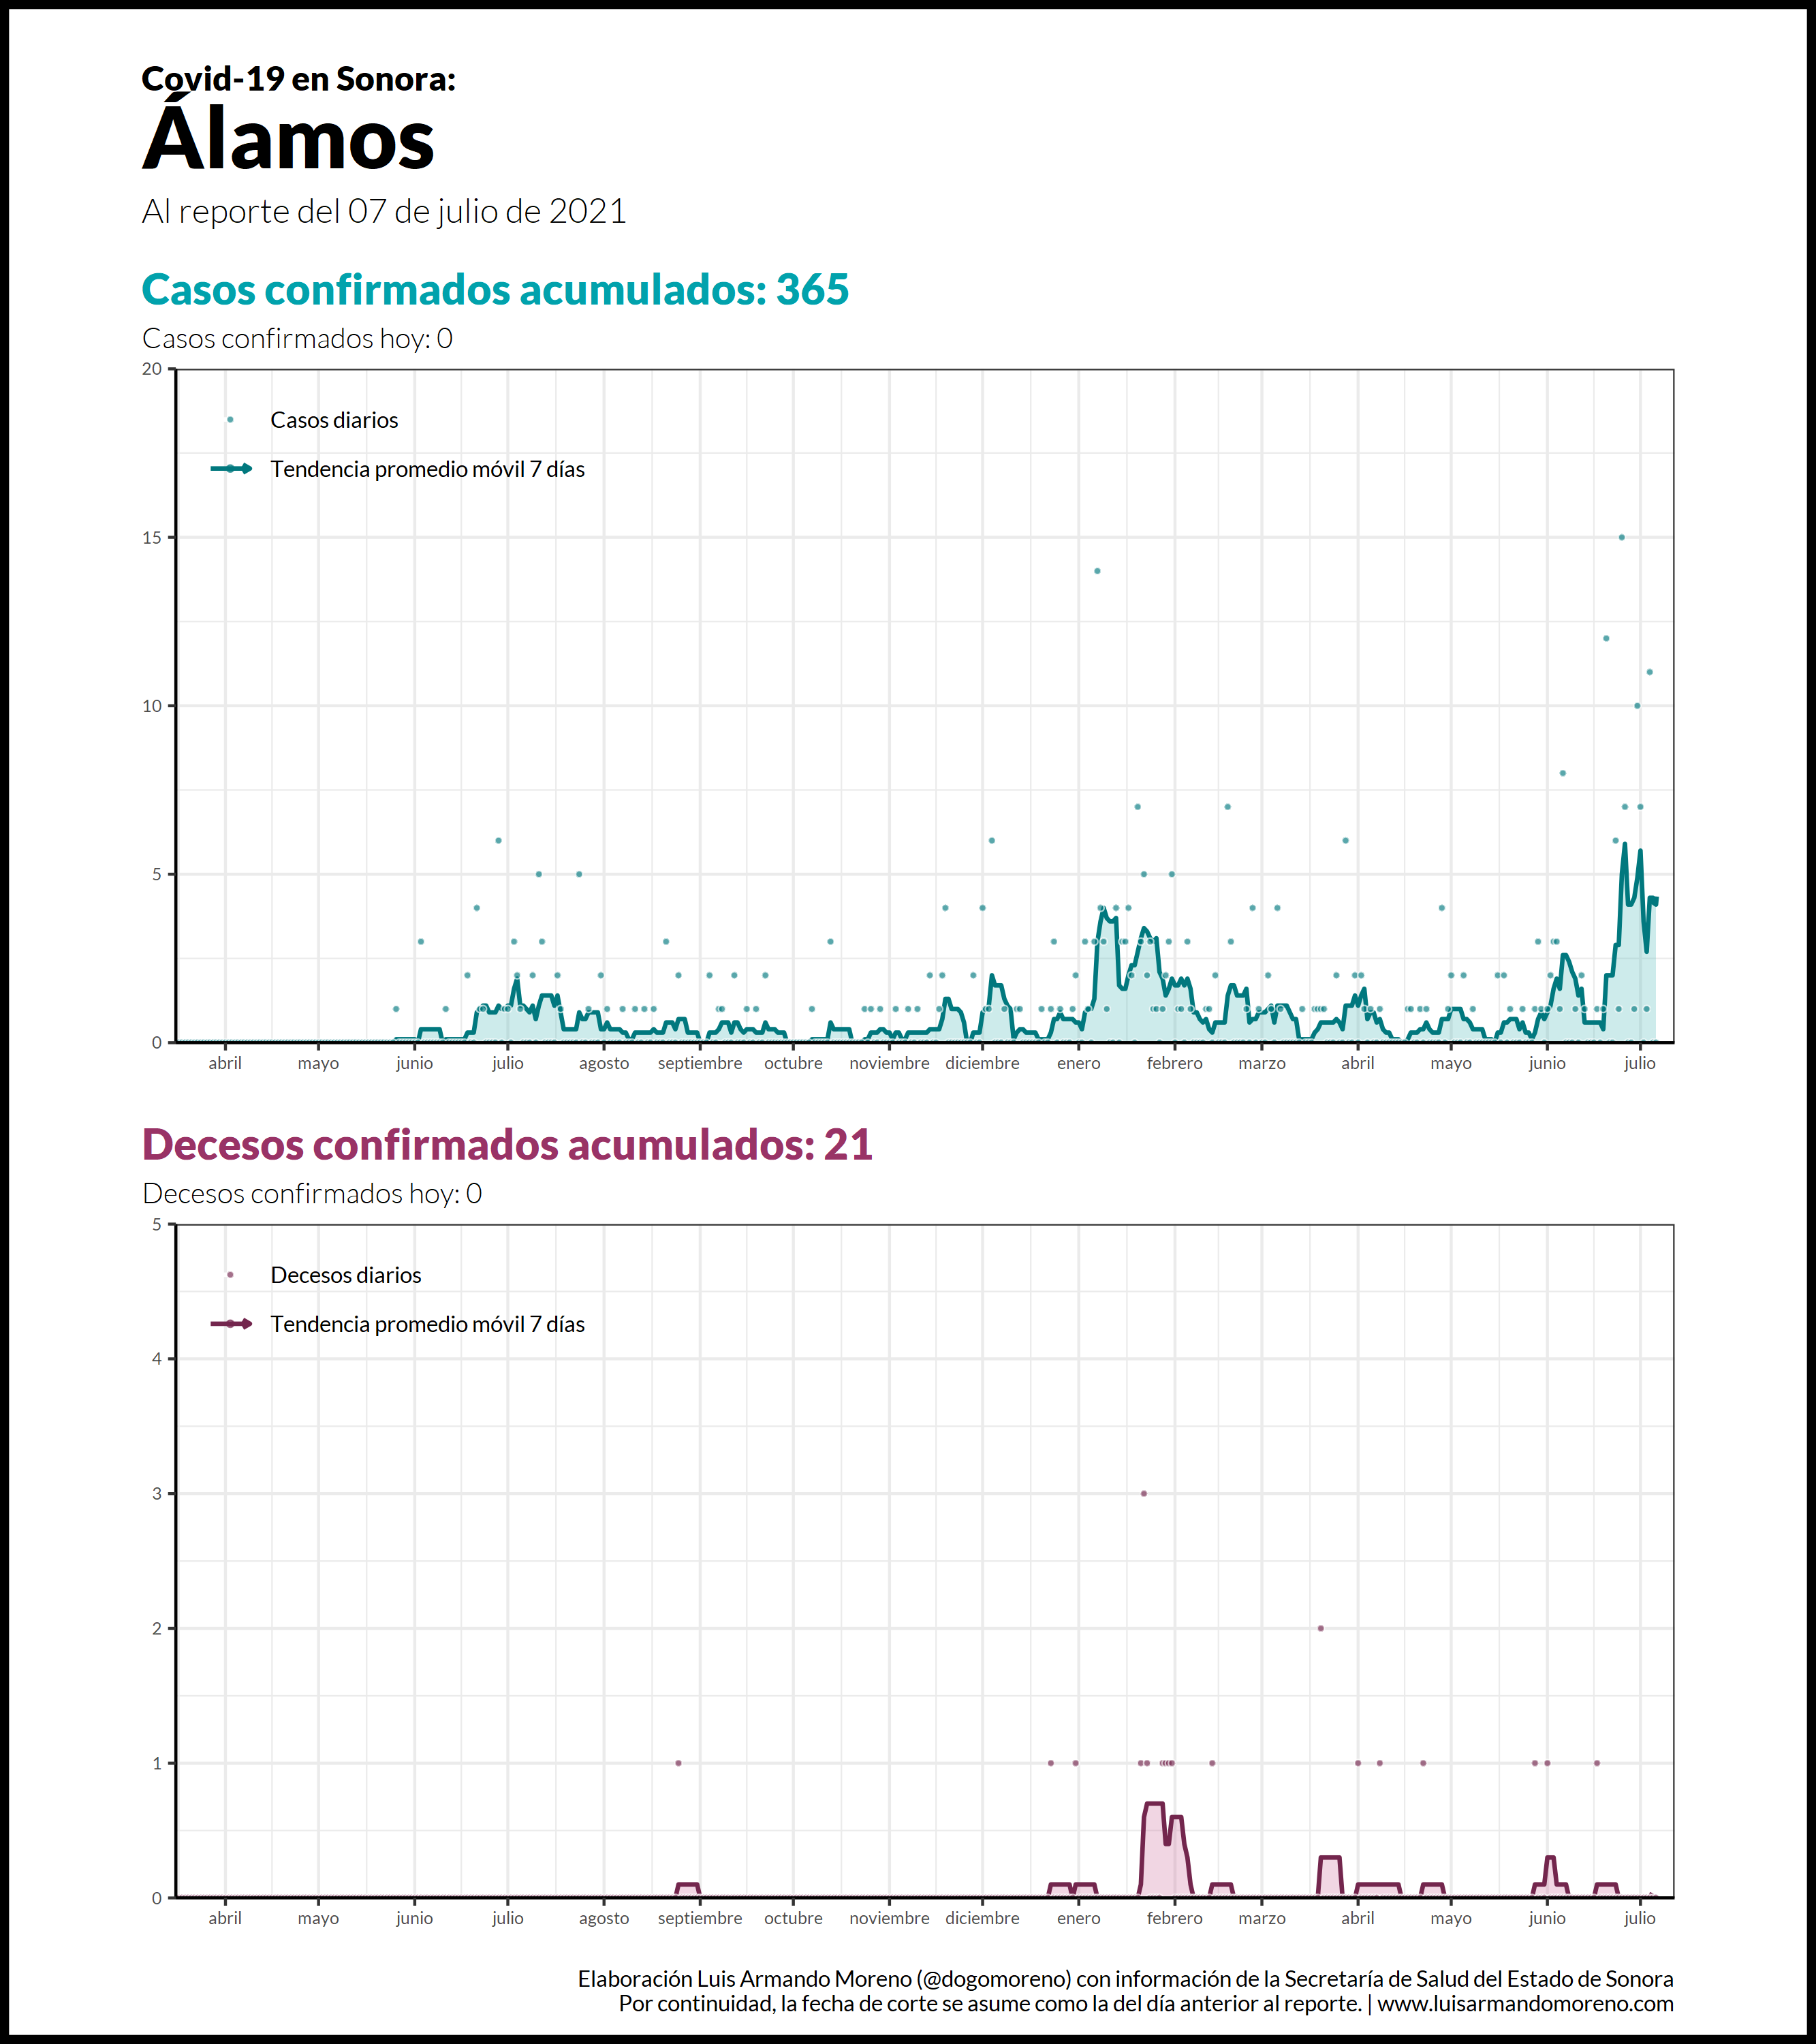 Covid-19 en Sonora:
Álamos
Al reporte del 07 de julio de 2021
Casos confirmados acumulados: 365
Casos confirmados hoy: 0
20
Casos diarios
Tendencia promedio móvil 7 días
15
10
5
0
abril mayo junio julio agosto septiembre octubre noviembre diciembre enero febrero marzo abril mayo junio julio
Decesos confirmados acumulados: 21
Decesos confirmados hoy: 0
5
Decesos diarios
Tendencia promedio móvil 7 días
4
3
2
1
0
abril mayo junio julio agosto septiembre octubre noviembre diciembre enero febrero marzo abril mayo junio julio
Elaboración Luis Armando Moreno (@dogomoreno) con información de la Secretaría de Salud del Estado de Sonora
Por continuidad, la fecha de corte se asume como la del día anterior al reporte. | www.luisarmandomoreno.com